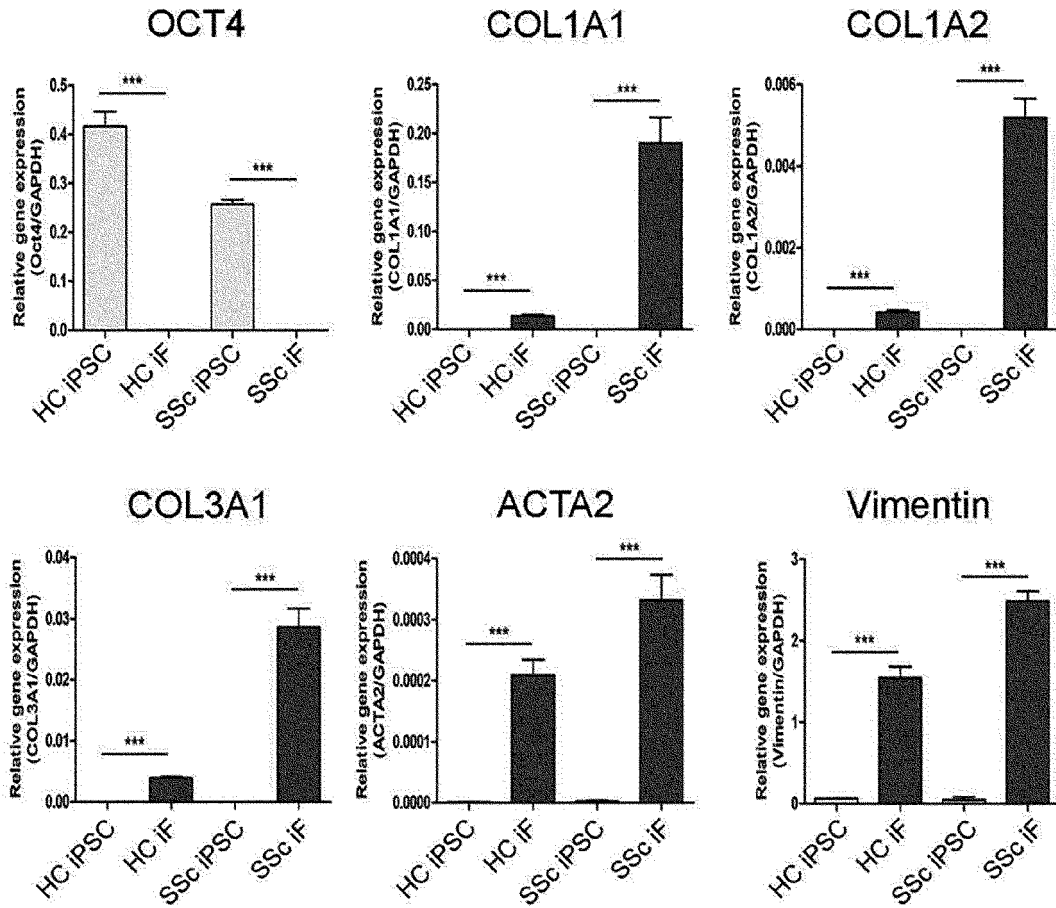 OCT4
Relative gene expression
(Oct4/GAPDH)
0.5
0.4
0.3
0.2
0.1
0.0
***
***
HC iPSC
HC iF
SSc iPSC
SSc iF
COL1A1
Relative gene expression
(COL1A1/GAPDH)
0.25
0.20
0.15
0.10
0.05
0.00
***
***
HC iPSC
HC iF
SSc iPSC
SSc iF
COL1A2
Relative gene expression
(COL1A2/GAPDH)
0.006
0.004
0.002
0.000
***
***
HC iPSC
HC iF
SSc iPSC
SSc iF
COL3A1
Relative gene expression
(COL3A1/GAPDH)
0.04
0.03
0.02
0.01
0.00
***
***
HC iPSC
HC iF
SSc iPSC
SSc iF
ACTA2
Relative gene expression
(ACTA2/GAPDH)
0.0004
0.0003
0.0002
0.0001
0.0000
***
***
HC iPSC
HC iF
SSc iPSC
SSc iF
Vimentin
Relative gene expression
(Vimentin/GAPDH)
3
2
1
0
***
***
HC iPSC
HC iF
SSc iPSC
SSc iF